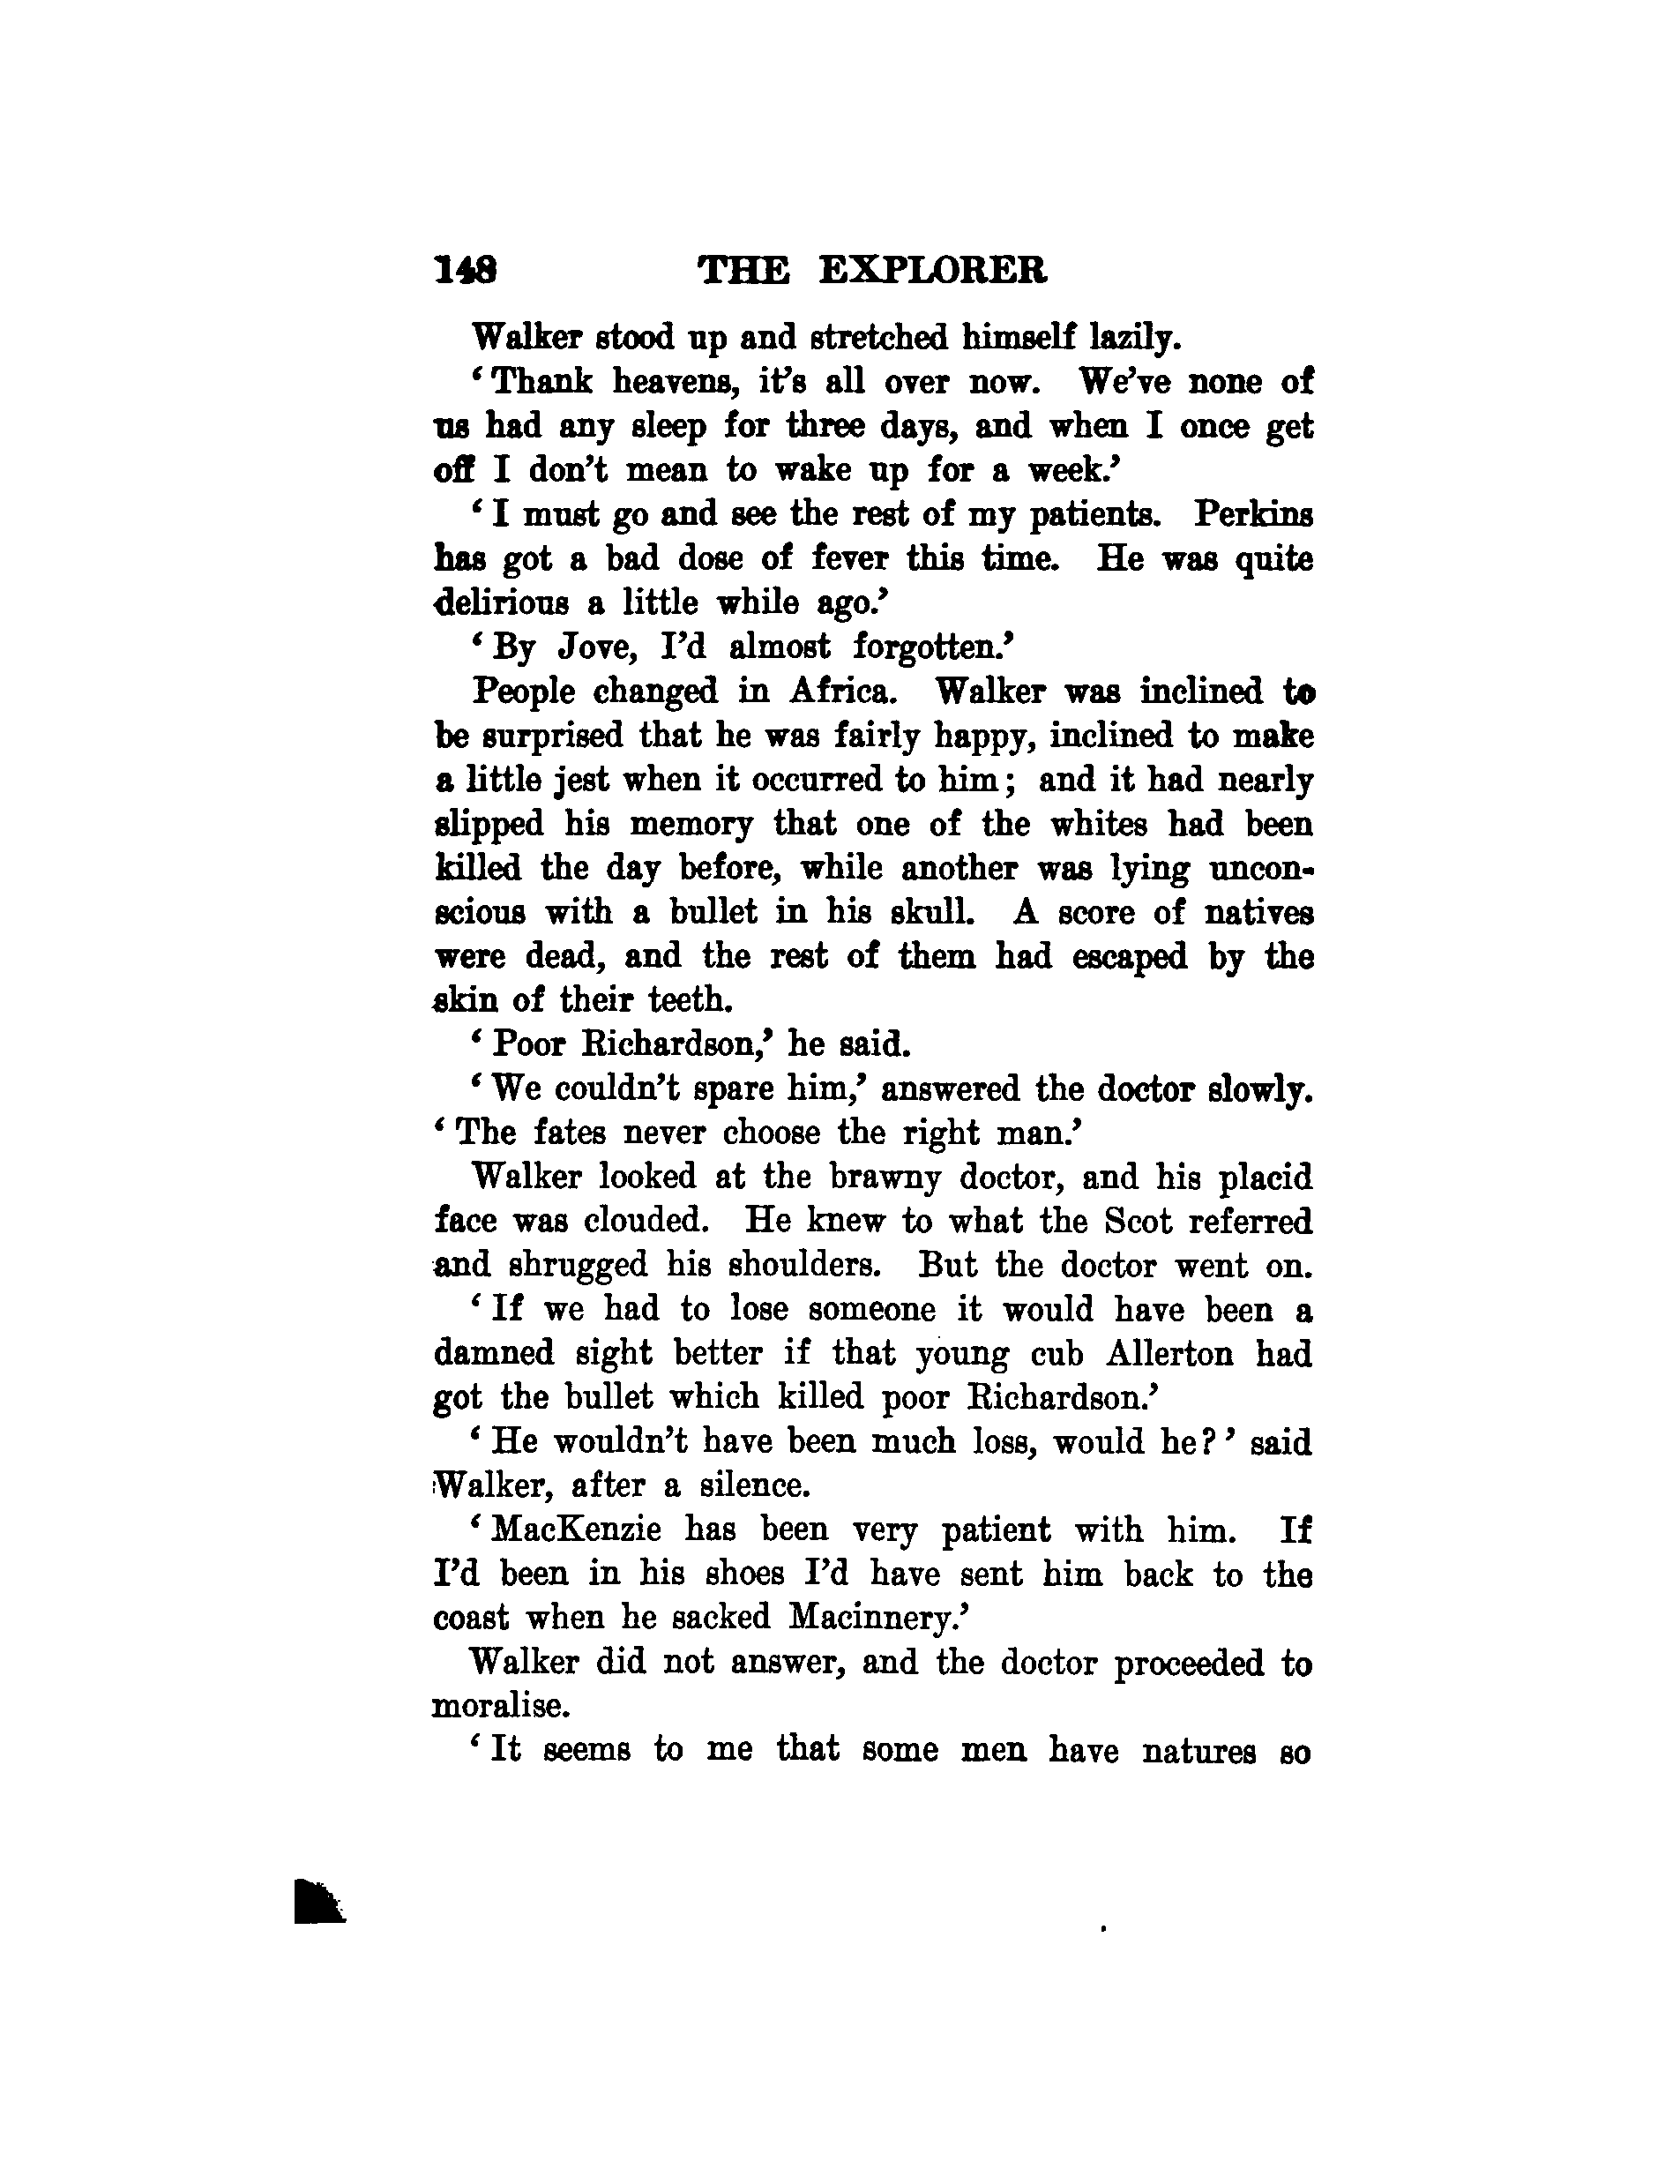 148 THE EXPLORER
Walker stood up and stretched himself lazily.
‘Thank heavens, it’s all over now. We’ve none of
us had any sleep for three days, and when I once get
off I don’t mean to wake up for a week.’
‘I must go and see the rest of my patients. Perkins
has got a bad dose of fever this time. He was quite
delirious a little while ago.’
‘By Jove, I’d almost forgotten.’
People changed in Africa. Walker was inclined to
be surprised that he was fairly happy, inclined to make
a little jest when it occurred to him; and it had nearly
slipped his memory that one of the whites had been
killed the day before, while another was lying uncon-
scious with a bullet in his skull. A score of natives
were dead, and the rest of them had escaped by the
skin of their teeth.
‘Poor Richardson,’ he said.
‘We couldn’t spare him,’ answered the doctor slowly.
‘The fates never choose the right man.’
Walker looked at the brawny doctor, and his placid
face was clouded. He knew to what the Scot referred
and shrugged his shoulders. But the doctor went on.
‘If we had to lose someone it would have been a
damned sight better if that young cub Allerton had
got the bullet which killed poor Richardson.’
‘He wouldn’t have been much loss, would he?’ said
Walker, after a silence.
‘MacKenzie has been very patient with him. If
I’d been in his shoes I’d have sent him back to the
coast when he sacked Macinnery.’
Walker did not answer, and the doctor proceeded to
moralise.
‘It seems to me that some men have natures so